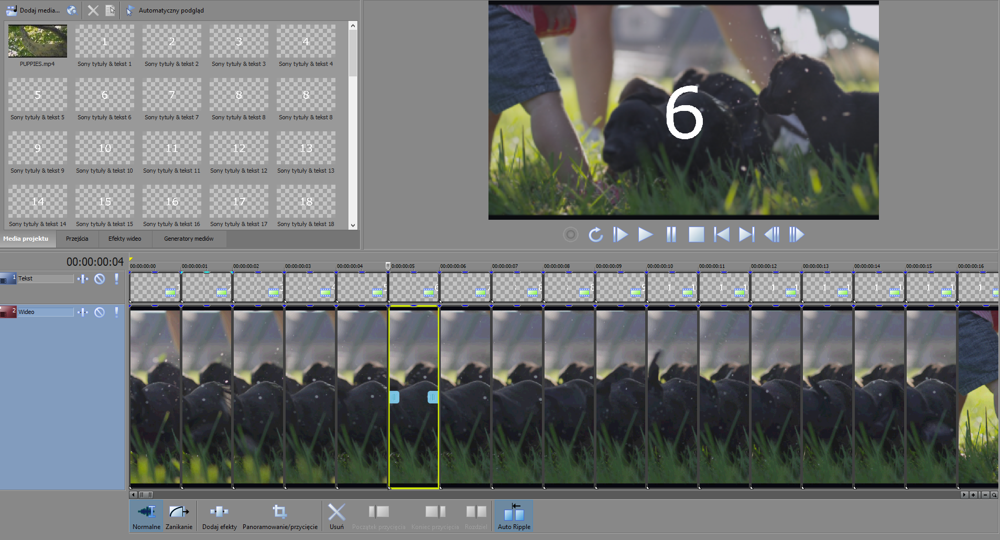 Dodaj media...
Automatyczny podgląd
1 2 3 4
PUPPIES.mp4 Sony tytuły & tekst 1 Sony tytuły & tekst 2 Sony tytuły & tekst 3 Sony tytuły & tekst 4
5 6 7 8 8
Sony tytuły & tekst 5 Sony tytuły & tekst 6 Sony tytuły & tekst 7 Sony tytuły & tekst 8 Sony tytuły & tekst 8
9 10 11 12 13
Sony tytuły & tekst 9 Sony tytuły & tekst 10 Sony tytuły & tekst 11 Sony tytuły & tekst 12 Sony tytuły & tekst 13
14 15 16 17 18
Sony tytuły & tekst 14 Sony tytuły & tekst 15 Sony tytuły & tekst 16 Sony tytuły & tekst 17 Sony tytuły & tekst 18
Media projektu Przejścia Efekty wideo Generatory mediów
6
00:00:00:04
00:00:00:00 00:00:00:01 00:00:00:02 00:00:00:03 00:00:00:04 0:00:00:05 00:00:00:06 00:00:00:07 00:00:00:08 00:00:00:09 00:00:00:10 00:00:00:11 00:00:00:12 00:00:00:13 00:00:00:14 00:00:00:15 00:00:00:16
1 Tekst
2 Wideo
Normalne Zanikanie Dodaj efekty Panoramowanie/przycięcie Usuń Początek przycięcia Koniec przycięcia Rozdziel Auto Ripple